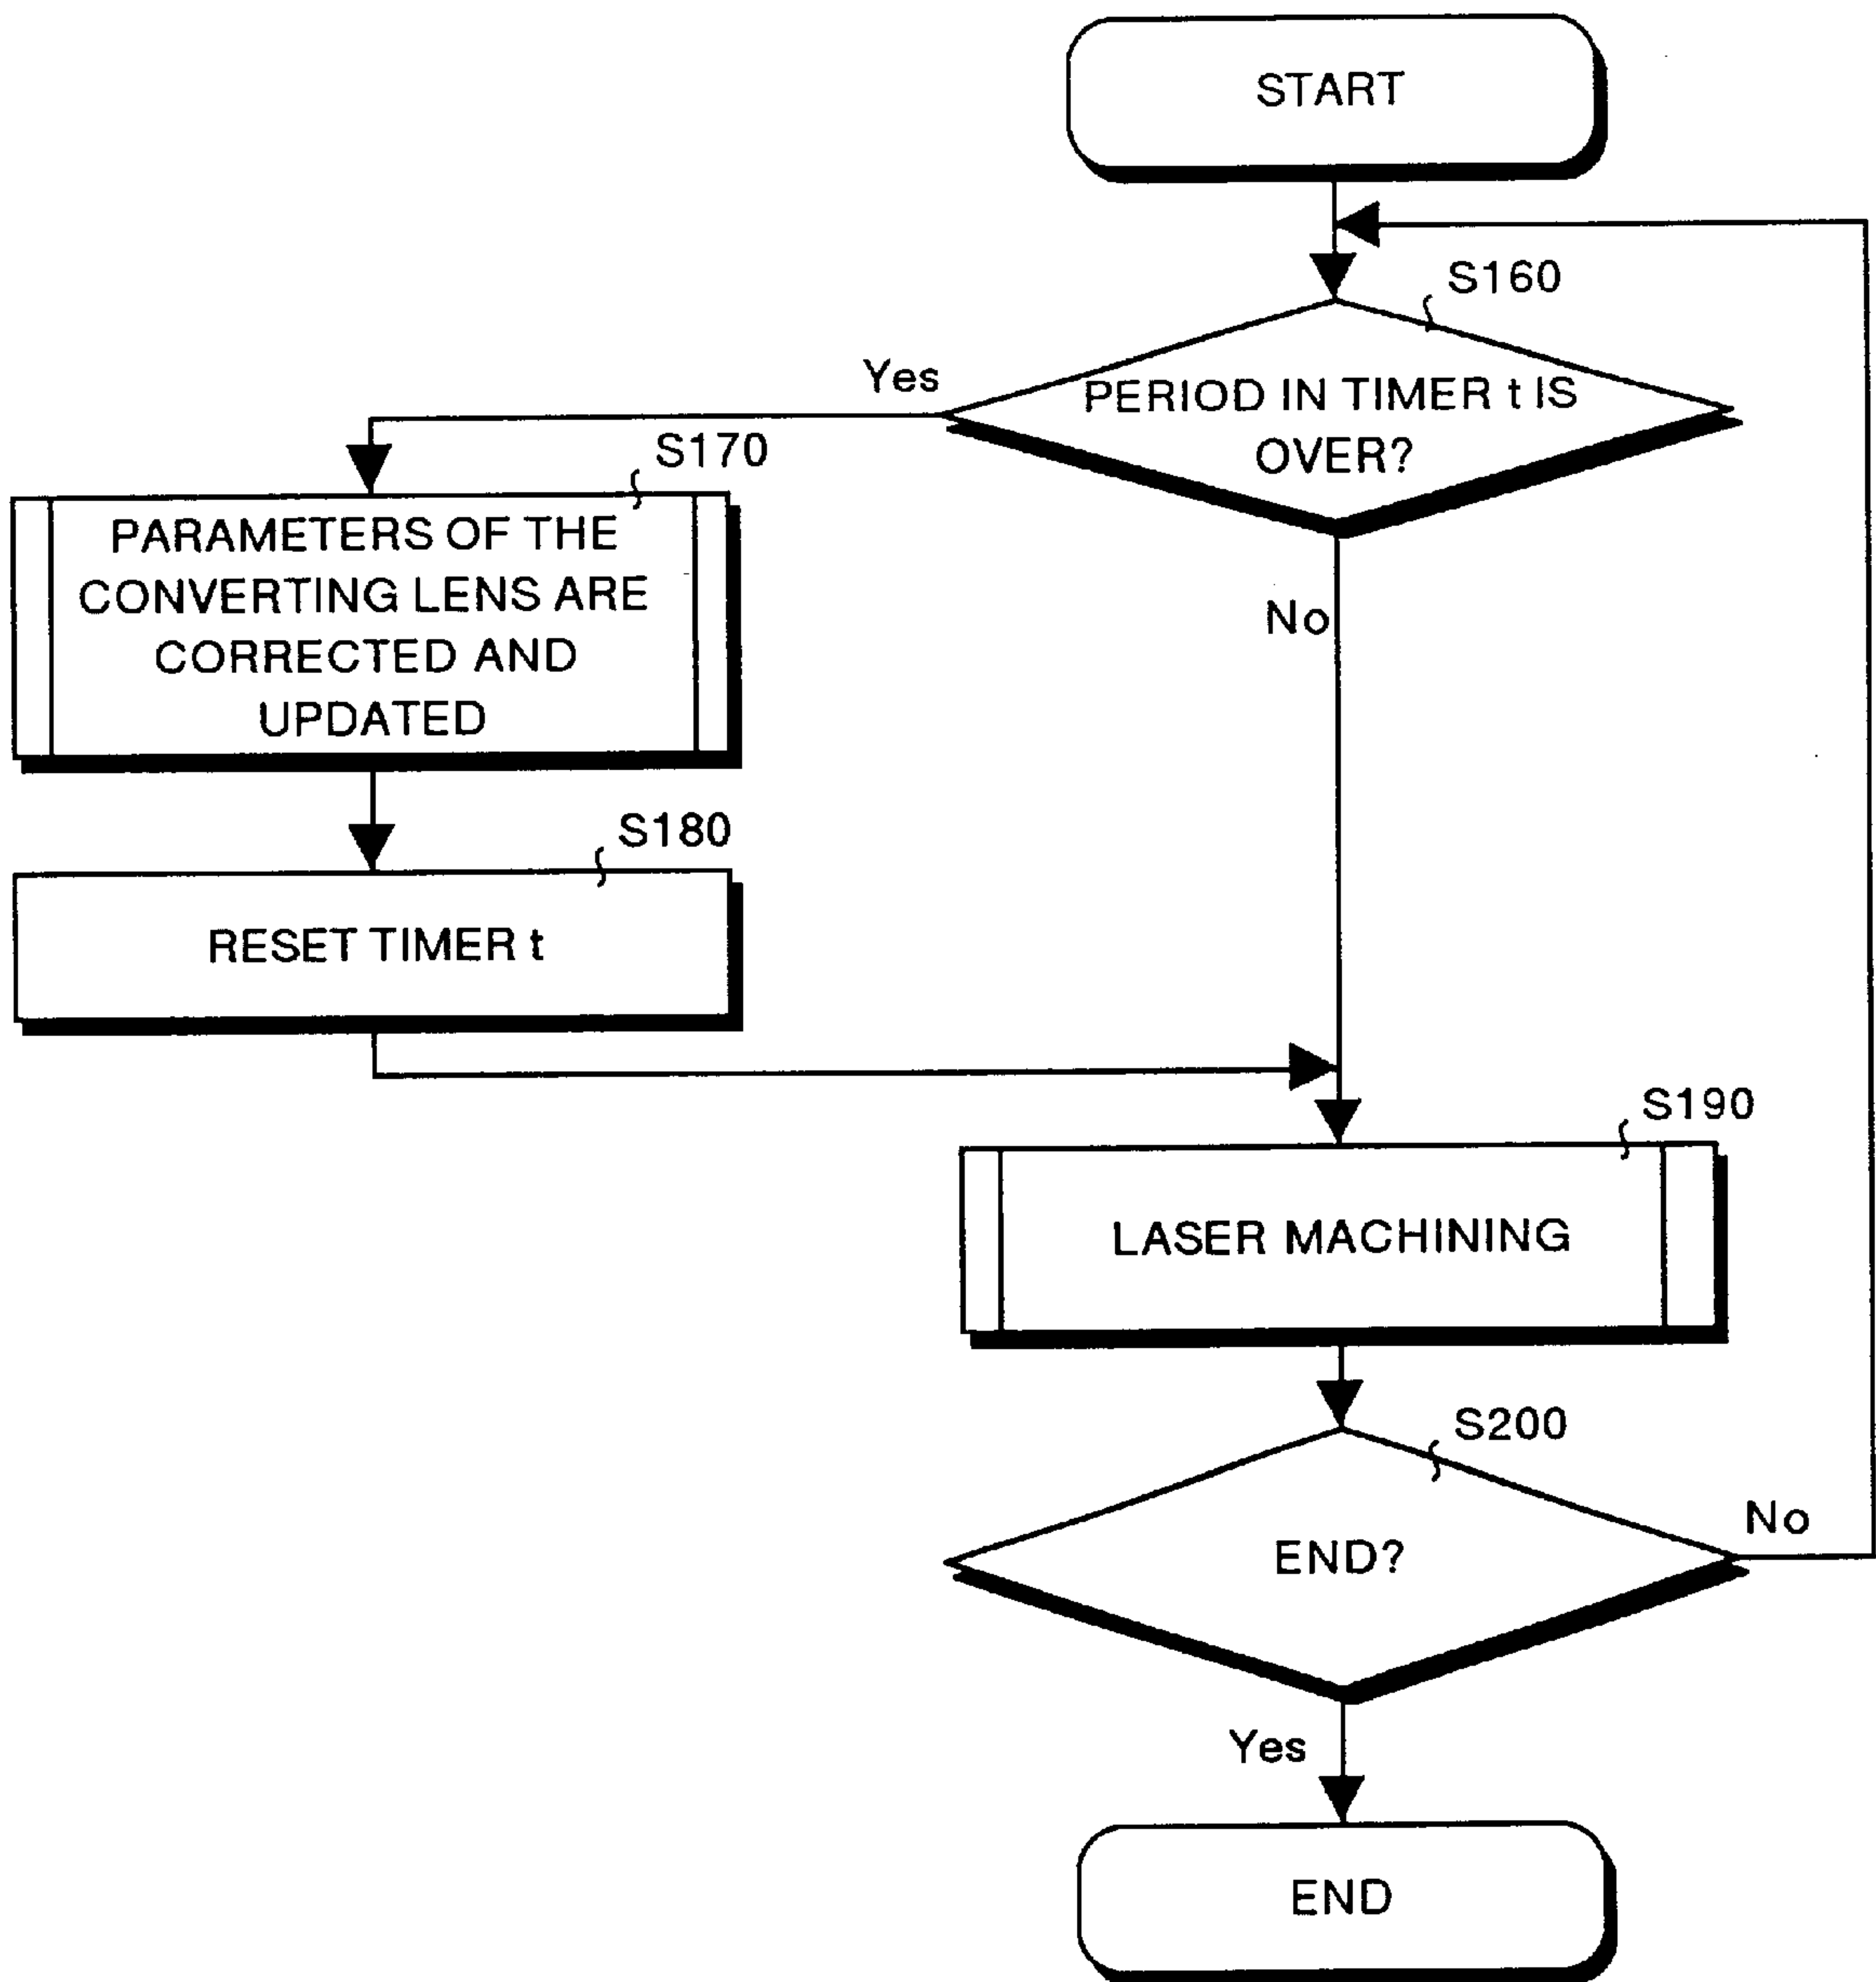 START
S160
PERIOD IN TIMER t IS
OVER?
Yes
No
S170
PARAMETERS OF THE
CONVERTING LENS ARE
CORRECTED AND
UPDATED
S180
RESET TIMER t
S190
LASER MACHINING
S200
END?
No
Yes
END